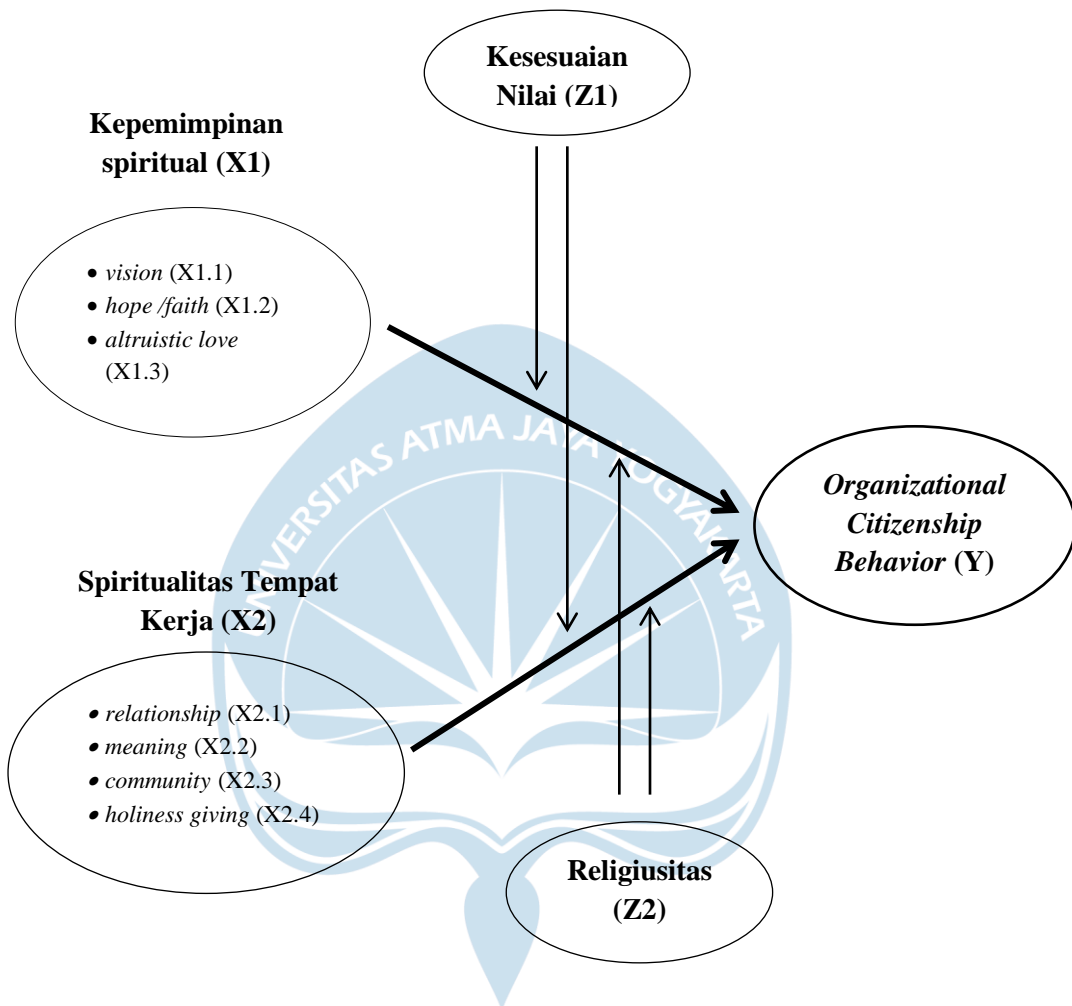 Kesesuaian
Nilai (Z1)
Kepemimpinan
spiritual (X1)
• vision (X1.1)
• hope /faith (X1.2)
• altruistic love
(X1.3)
UNIVERSITAS ATMA JAYA YOGYAKARTA
Organizational
Citizenship
Behavior (Y)
Spiritualitas Tempat
Kerja (X2)
• relationship (X2.1)
• meaning (X2.2)
• community (X2.3)
• holiness giving (X2.4)
Religiusitas
(Z2)